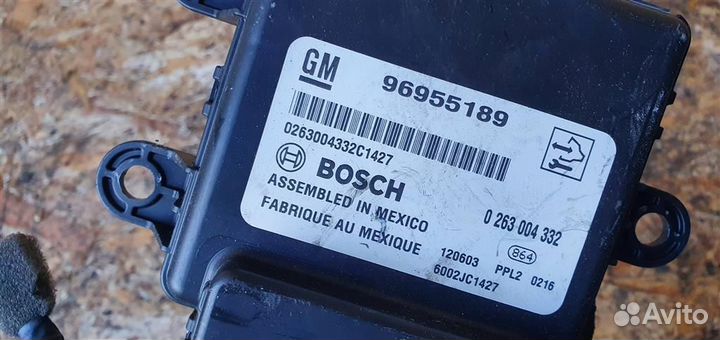 GM
96955189
0263004332C1427
BOSCH
ASSEMBLED IN MEXICO
FABRIQUE AU MEXIQUE
0 263 004 332
120603
864
6002JC1427
PPL2 0216
Avito